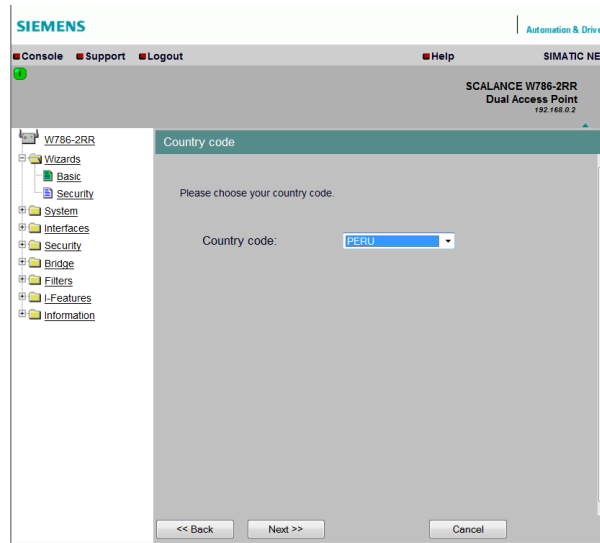 SIEMENS
Automation & Drive
Console Support Logout Help SIMATIC NE
SCALANCE W786-2RR
Dual Access Point
192.168.0.2
W786-2RR
Wizards
Basic
Security
System
Interfaces
Security
Bridge
Filters
I-Features
Information
Country code
Please choose your country code.
Country code: PERU
<< Back Next >> Cancel